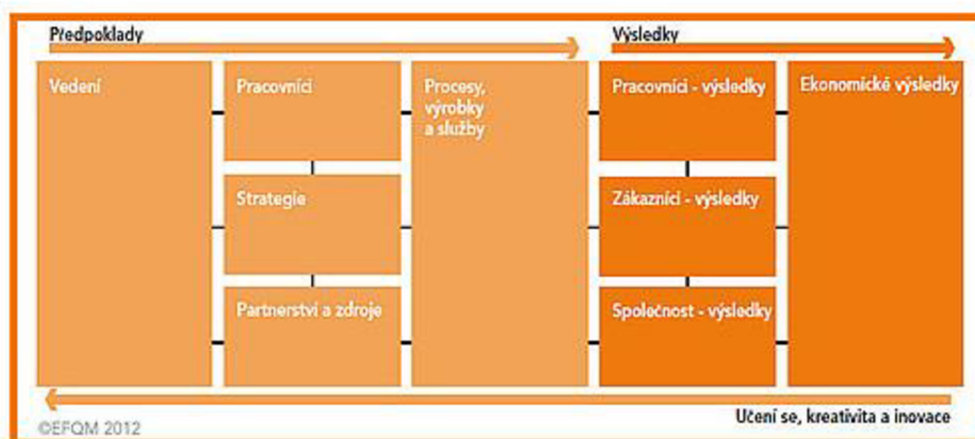 Předpoklady
Výsledky
Vedení
Pracovníci
Procesy,
výrobky
a služby
Pracovníci - výsledky
Ekonomické výsledky
Strategie
Zákazníci - výsledky
Partnerství a zdroje
Společnost - výsledky
Učení se, kreativita a inovace
©EFQM 2012